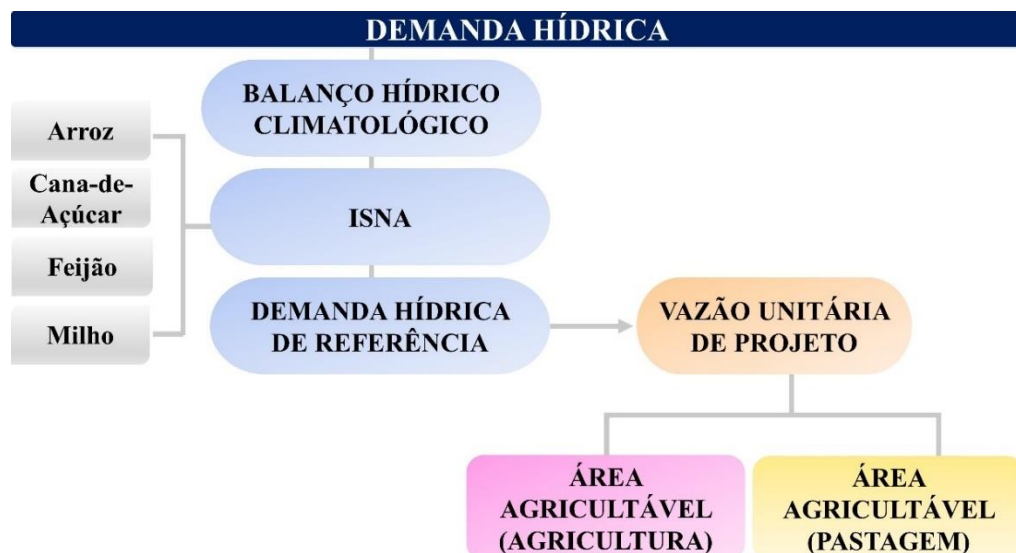 DEMANDA HÍDRICA
BALANÇO HÍDRICO
CLIMATOLÓGICO
Arroz
Cana-de-
Açúcar
Feijão
Milho
ISNA
DEMANDA HÍDRICA
DE REFERÊNCIA
VAZÃO UNITÁRIA
DE PROJETO
ÁREA
AGRICULTÁVEL
(AGRICULTURA)
ÁREA
AGRICULTÁVEL
(PASTAGEM)